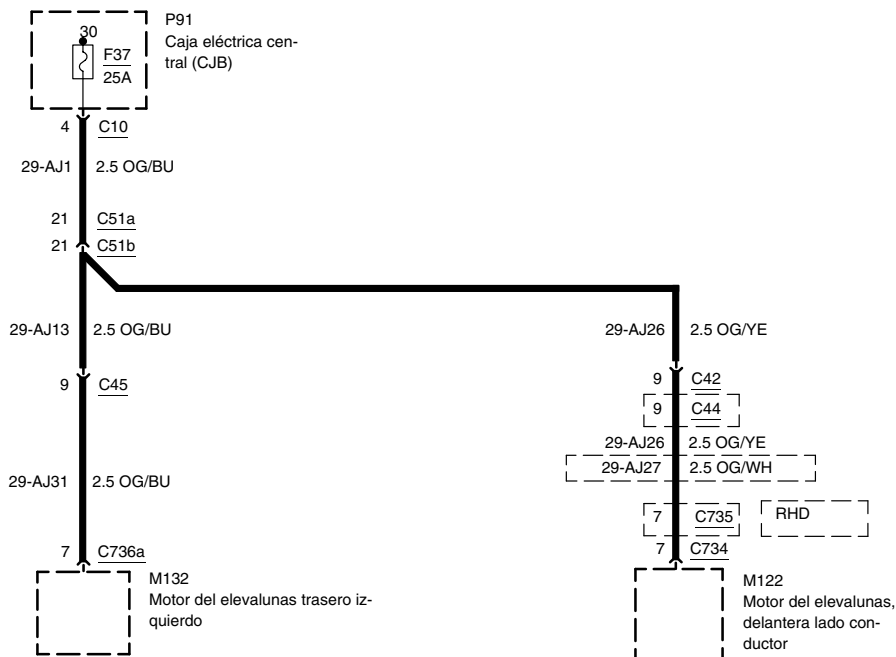 P91
Caja eléctrica cen-
tral (CJB)
30
F37
25A
4 C10
29-AJ1 2.5 OG/BU
21 C51a
21 C51b
29-AJ13 2.5 OG/BU
29-AJ26 2.5 OG/YE
9 C45
9 C42
9 C44
29-AJ26 2.5 OG/YE
29-AJ27 2.5 OG/WH
29-AJ31 2.5 OG/BU
7 C735
RHD
7 C736a
7 C734
M132
Motor del elevalunas trasero iz-
quierdo
M122
Motor del elevalunas,
delantera lado con-
ductor